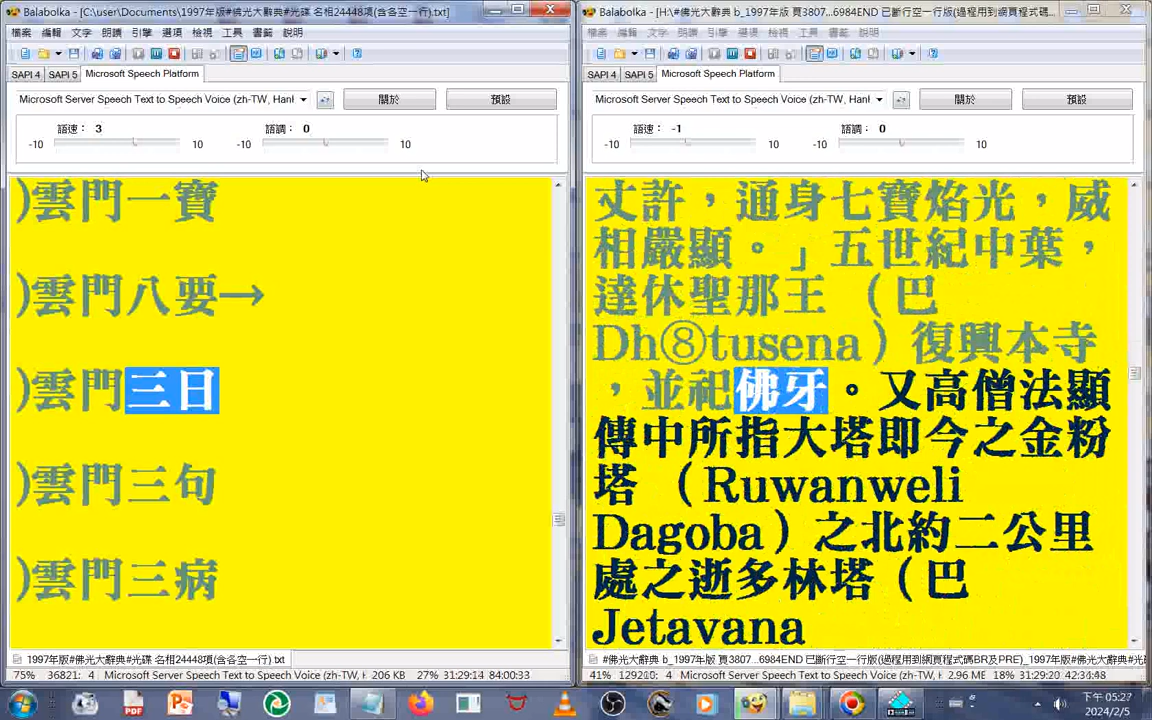 Balabolka - [C:\user\Documents\1997年版#佛光大辭典#光碟 名相24448項(含各空一行).txt]
檔案 編輯 文字 朗讀 引擎 選項 檢視 工具 書籤 說明
SAPI 4 SAPI 5 Microsoft Speech Platform
Microsoft Server Speech Text to Speech Voice (zh-TW, Hanl
關於
預設
語速： 3
語調： 0
-10 10 -10 10
)雲門一寶
)雲門八要→
)雲門三日
)雲門三句
)雲門三病
1997年版#佛光大辭典#光碟 名相24448項(含各空一行).txt
75% 36821: 4 Microsoft Server Speech Text to Speech Voice (zh-TW, H 206 KB 27% 31:29:14 84:00:33
Balabolka - [H:\#佛光大辭典 b_1997年版 頁3807...6984END 已斷行空一行版(過程用到網頁程式碼...
檔案 編輯 文字 朗讀 引擎 選項 檢視 工具 書籤 說明
SAPI 4 SAPI 5 Microsoft Speech Platform
Microsoft Server Speech Text to Speech Voice (zh-TW, Hanl
關於
預設
語速： -1
語調： 0
-10 10 -10 10
丈許，通身七寶焰光，威
相嚴顯。」五世紀中葉，
達休聖那王（巴
Dh⑧tusena）復興本寺
，並祀佛牙。又高僧法顯
傳中所指大塔即今之金粉
塔（Ruwanweli
Dagoba）之北約二公里
處之逝多林塔（巴
Jetavana
#佛光大辭典 b_1997年版 頁3807...6984END 已斷行空一行版(過程用到網頁程式碼BR及PRE)_1997年版#光
Microsoft Server Speech Text to Speech Voice (zh-TW, H 2.96 MB 18% 31:29:20
下午 05:27
2024/2/5